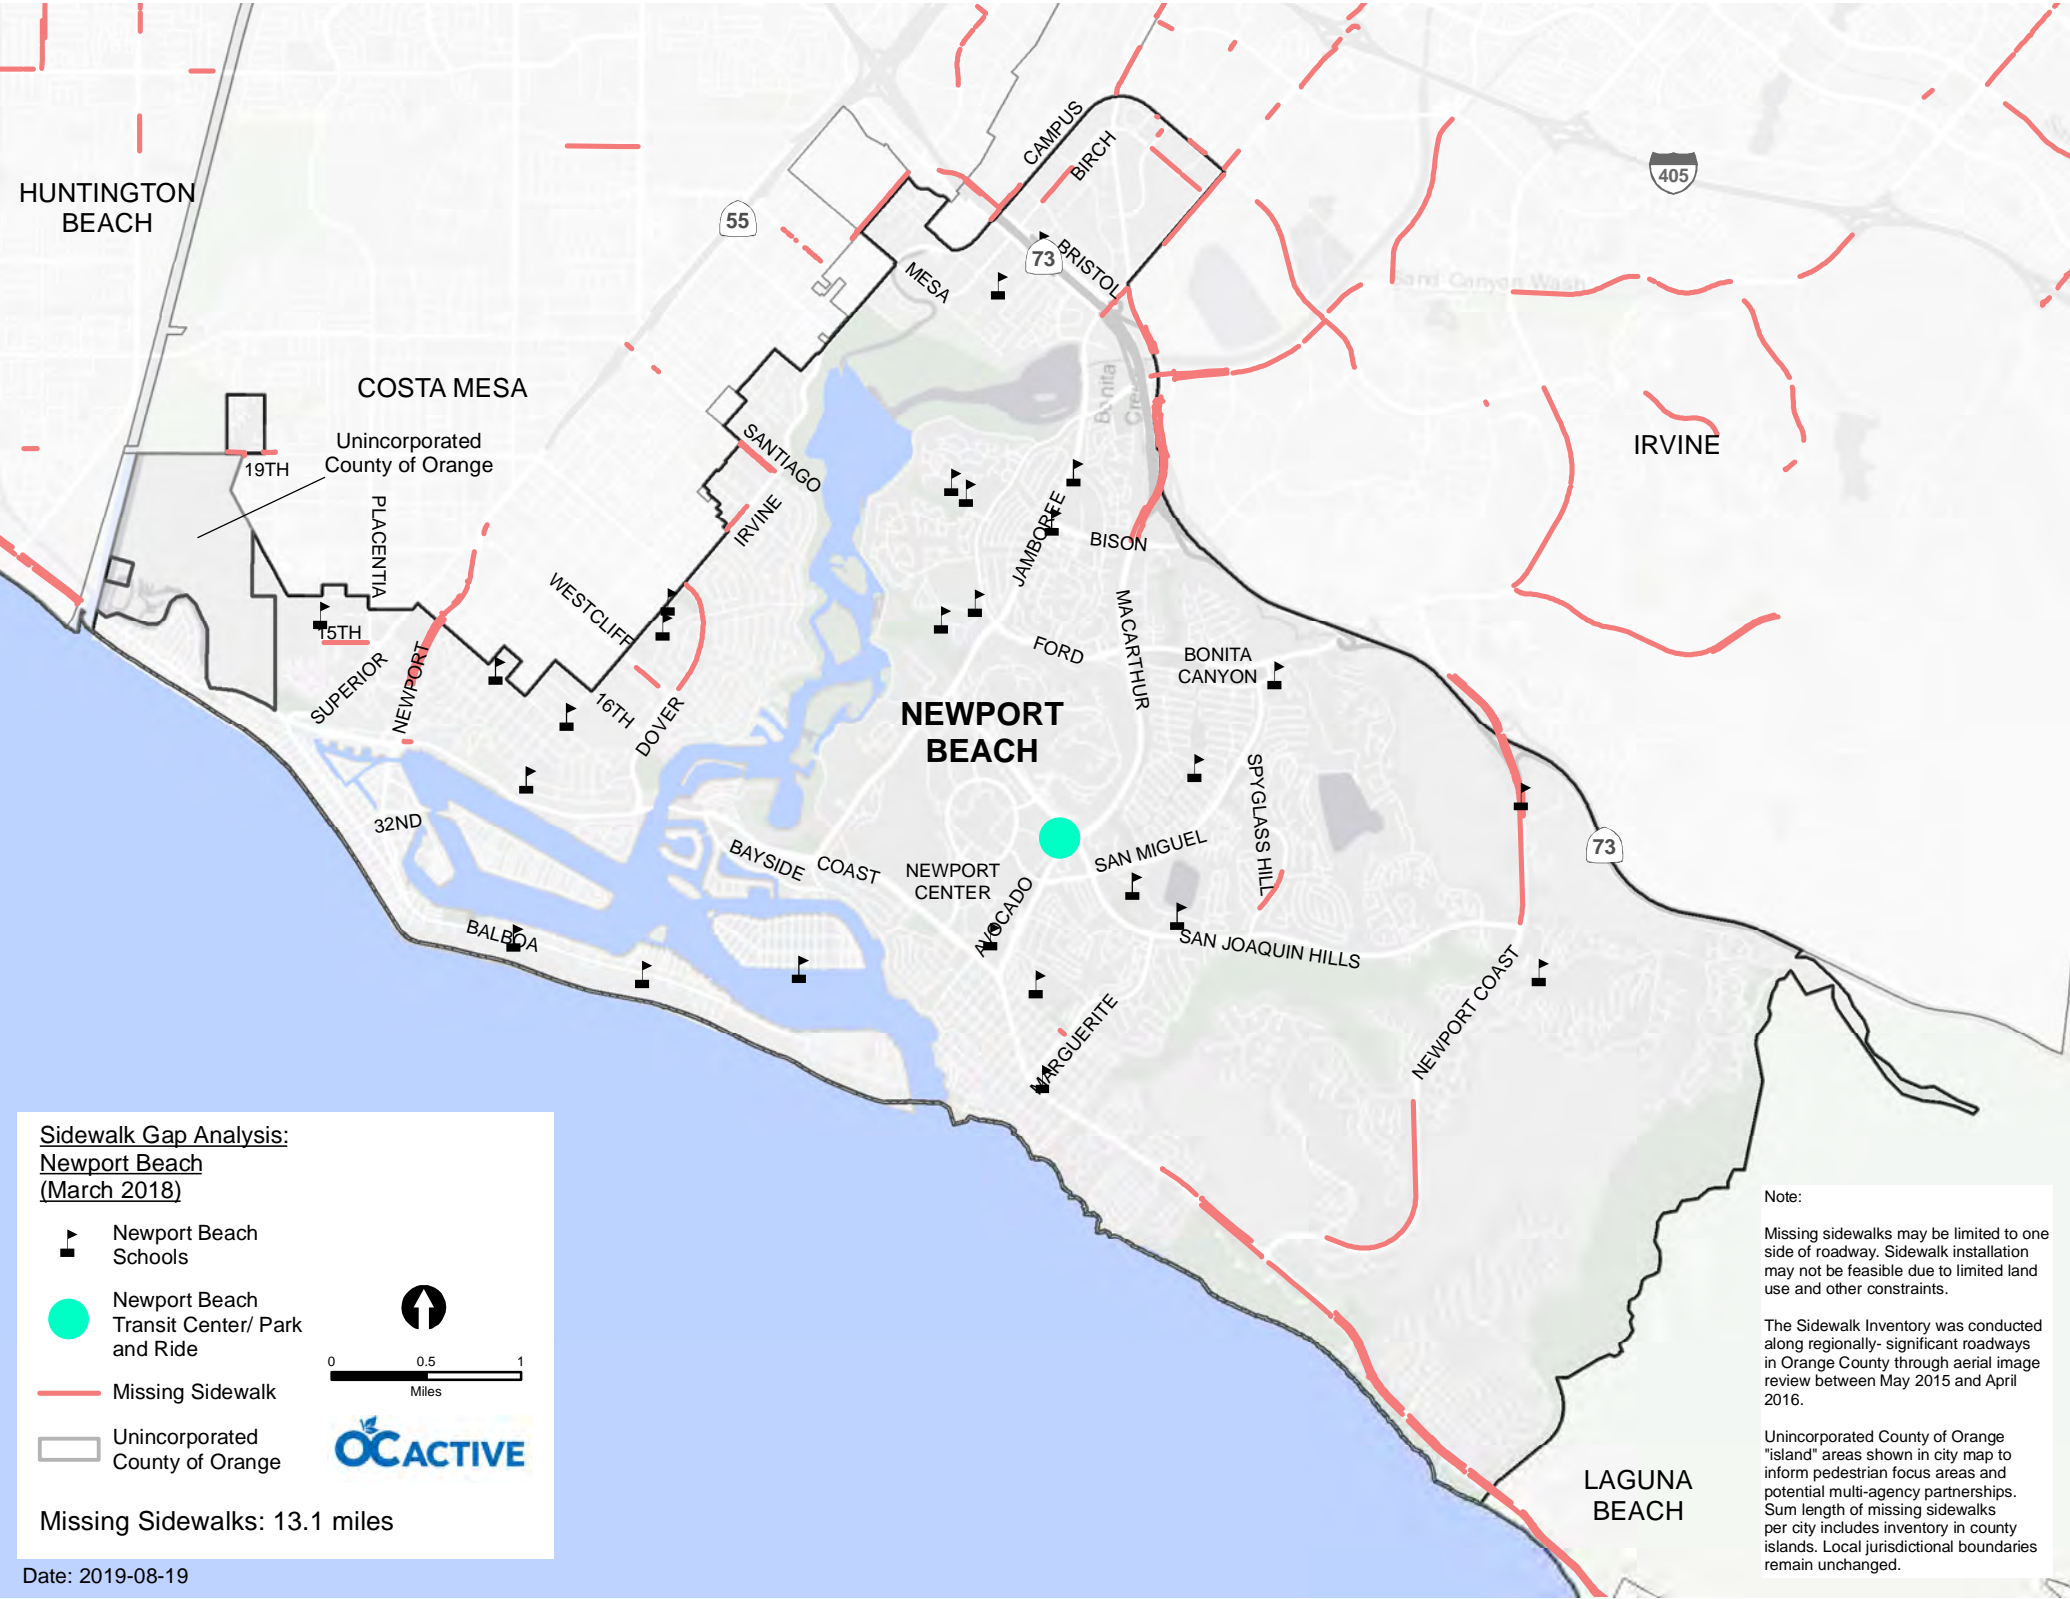 CAMPUS
BIRCH
405
HUNTINGTON
BEACH
55
73
BRISTOL
MESA
Sand Canyon Wash
COSTA MESA
Bonita
Unincorporated
County of Orange
19TH
SANTIAGO
IRVINE
IRVINE
PLACENTIA
JAMBOREE
BISON
WESTCLIFF
MACARTHUR
15TH
FORD
BONITA
CANYON
SUPERIOR
NEWPORT
16TH
DOVER
NEWPORT
BEACH
SPYGLASS HILL
32ND
BAYSIDE
COAST
NEWPORT
CENTER
SAN MIGUEL
73
AVOCADO
BALBOA
SAN JOAQUIN HILLS
NEWPORT COAST
MARGUERITE
Sidewalk Gap Analysis:
Newport Beach
(March 2018)
Newport Beach
Schools
Newport Beach
Transit Center/ Park
and Ride
0 0.5 1
Miles
Missing Sidewalk
Unincorporated
County of Orange
OC ACTIVE
Missing Sidewalks: 13.1 miles
Date: 2019-08-19
LAGUNA
BEACH
Note:
Missing sidewalks may be limited to one
side of roadway. Sidewalk installation
may not be feasible due to limited land
use and other constraints.
The Sidewalk Inventory was conducted
along regionally- significant roadways
in Orange County through aerial image
review between May 2015 and April
2016.
Unincorporated County of Orange
"island" areas shown in city map to
inform pedestrian focus areas and
potential multi-agency partnerships.
Sum length of missing sidewalks
per city includes inventory in county
islands. Local jurisdictional boundaries
remain unchanged.